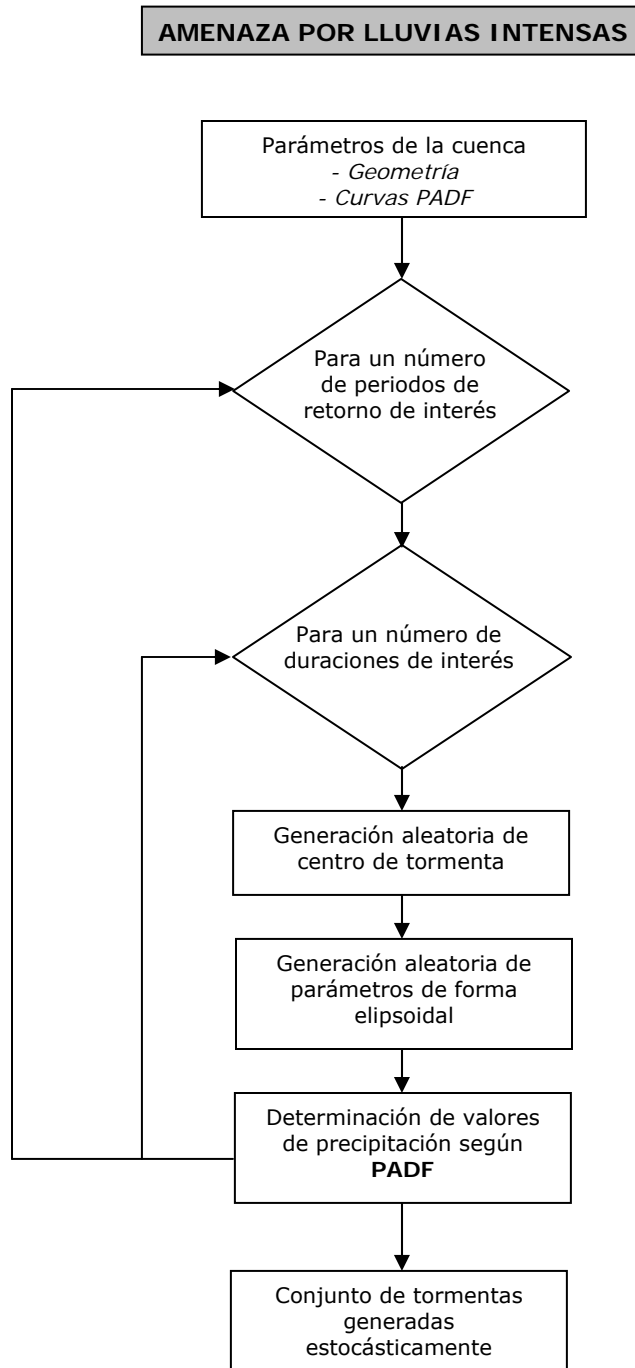 AMENAZA POR LLUVIAS INTENSAS
Parámetros de la cuenca
- Geometría
- Curvas PADF
Para un número
de periodos de
retorno de interés
Para un número de
duraciones de interés
Generación aleatoria de
centro de tormenta
Generación aleatoria de
parámetros de forma
elipsoidal
Determinación de valores
de precipitación según
PADF
Conjunto de tormentas
generadas
estocásticamente